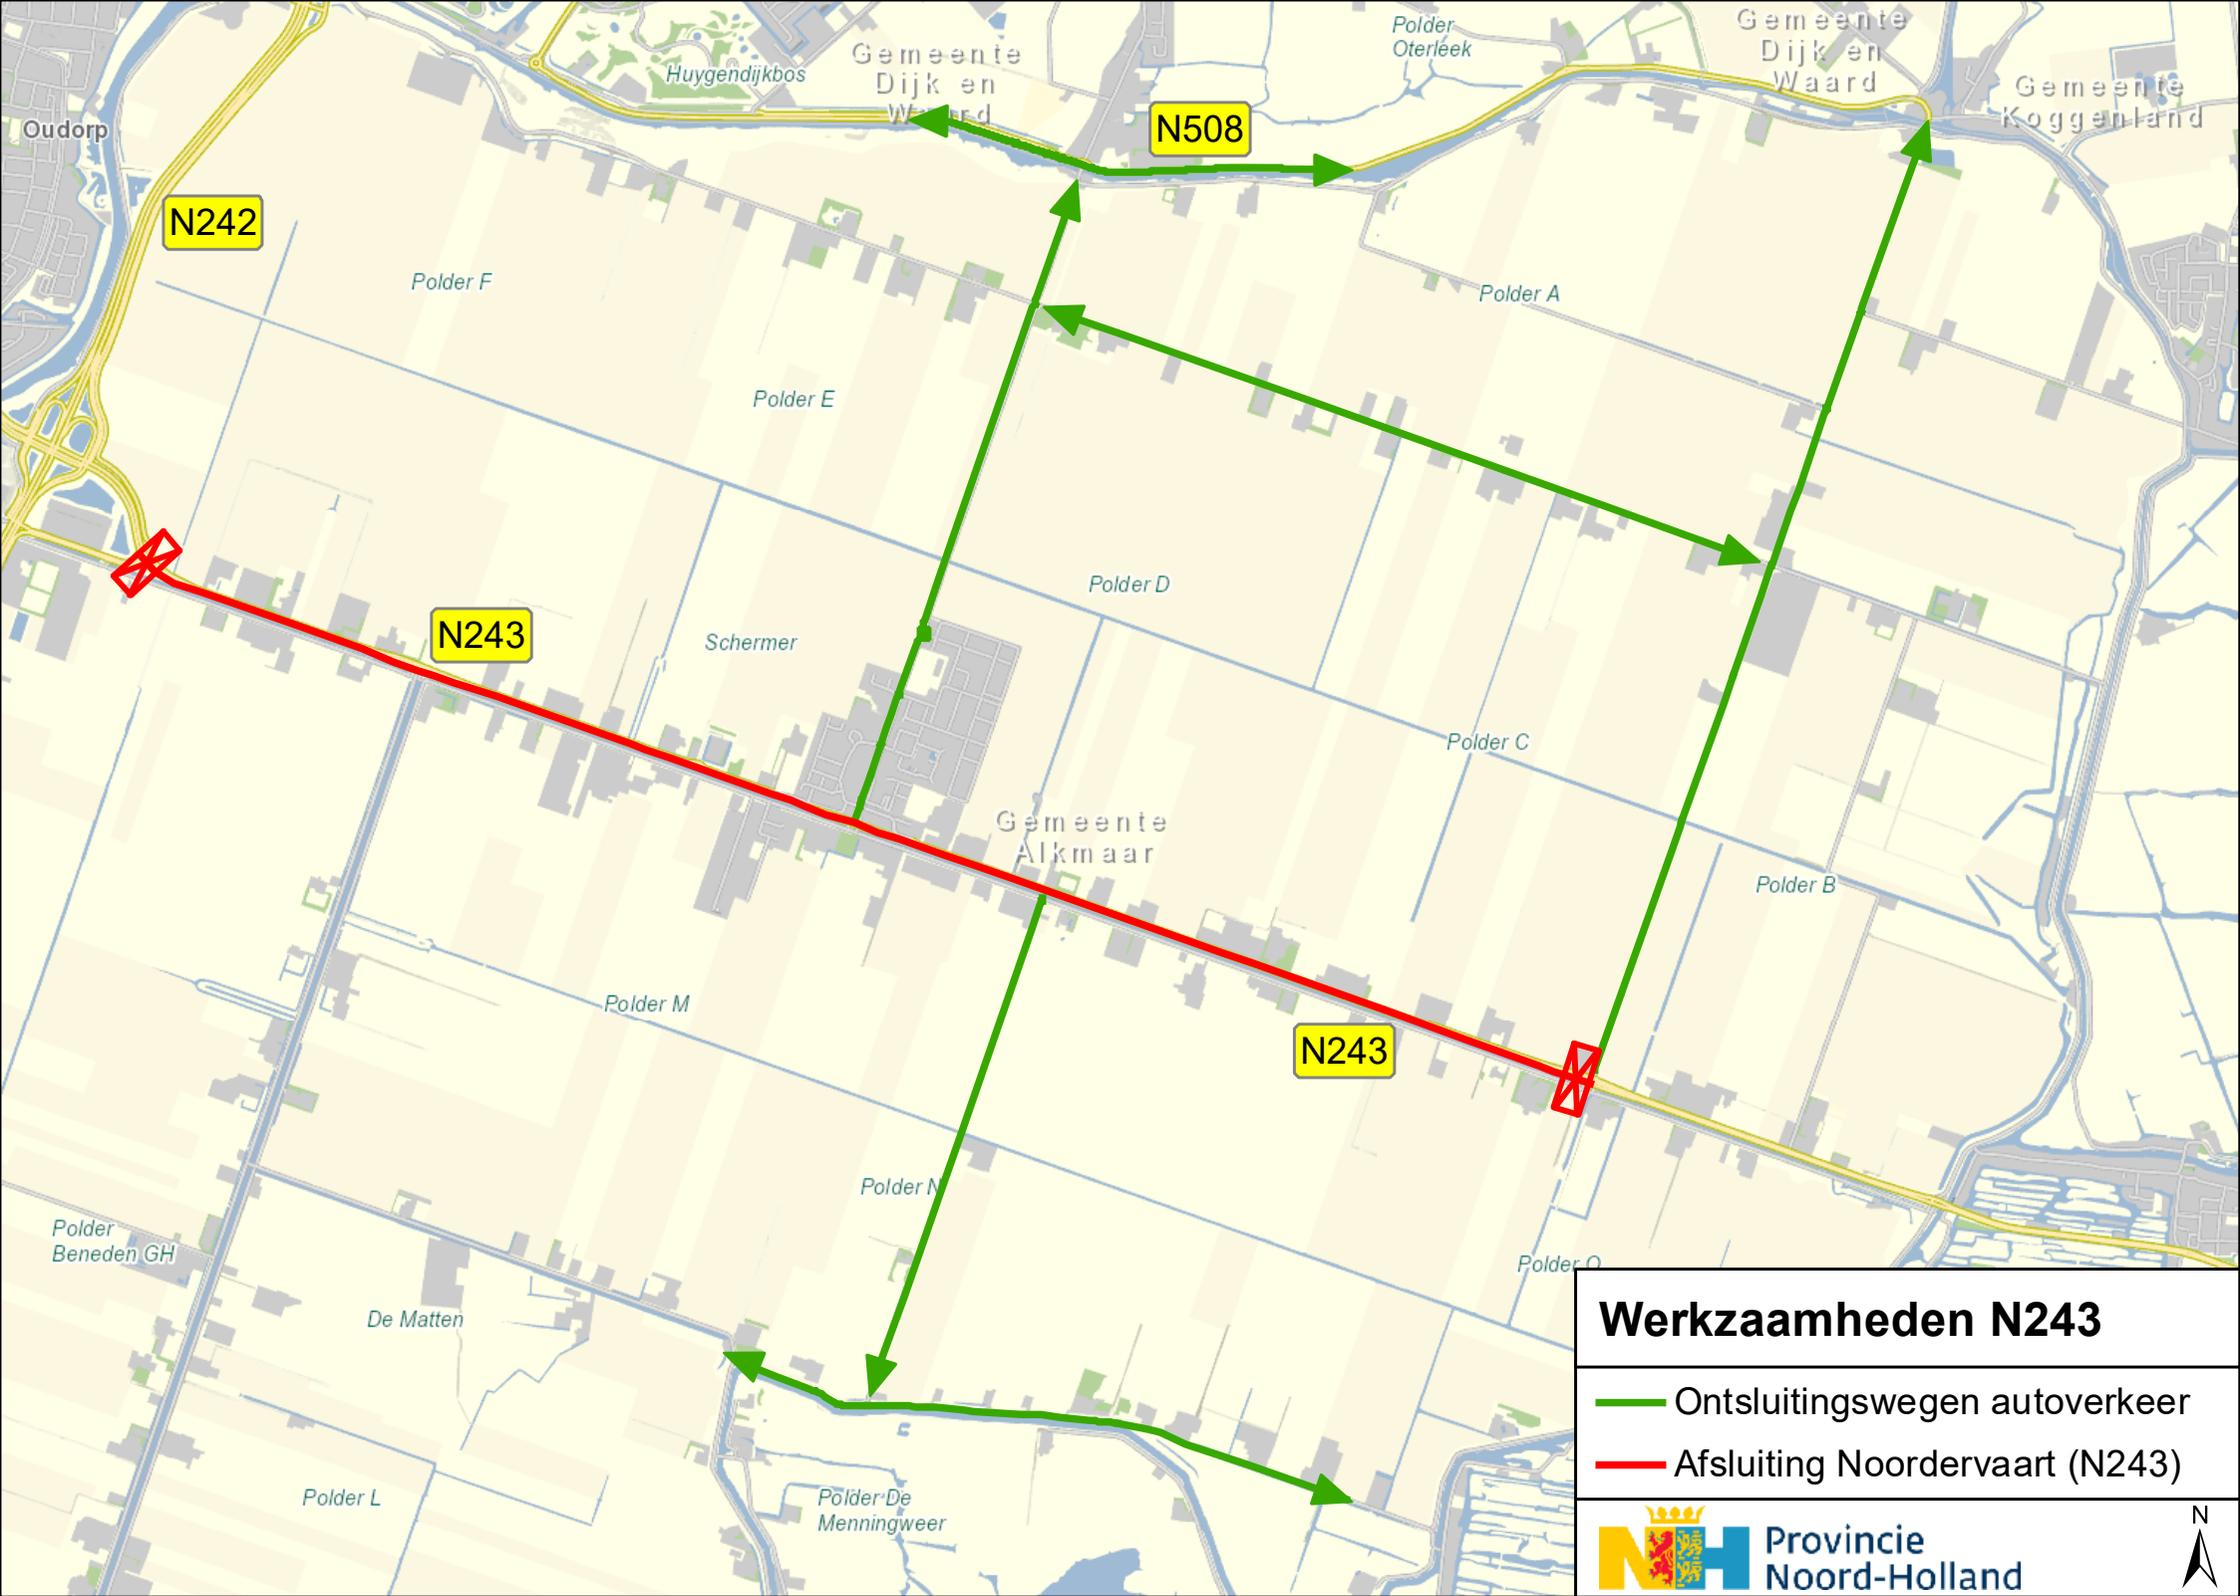 Polder
Oterleek
Gemeente
Dijk en
Waard
Gemeente
Dijk en
Waard
Huygendijkbos
Gemeente
Koggenland
Oudorp
N508
N242
Polder F
Polder A
Polder E
Polder D
N243
Schermer
Polder C
Gemeente
Alkmaar
Polder B
Polder M
N243
Polder N
Polder
Beneden GH
Polder O
De Matten
Polder L
Polder De
Menningweer
Werkzaamheden N243
Ontsluitingswegen autoverkeer
Afsluiting Noordervaart (N243)
N
NH
Provincie
Noord-Holland